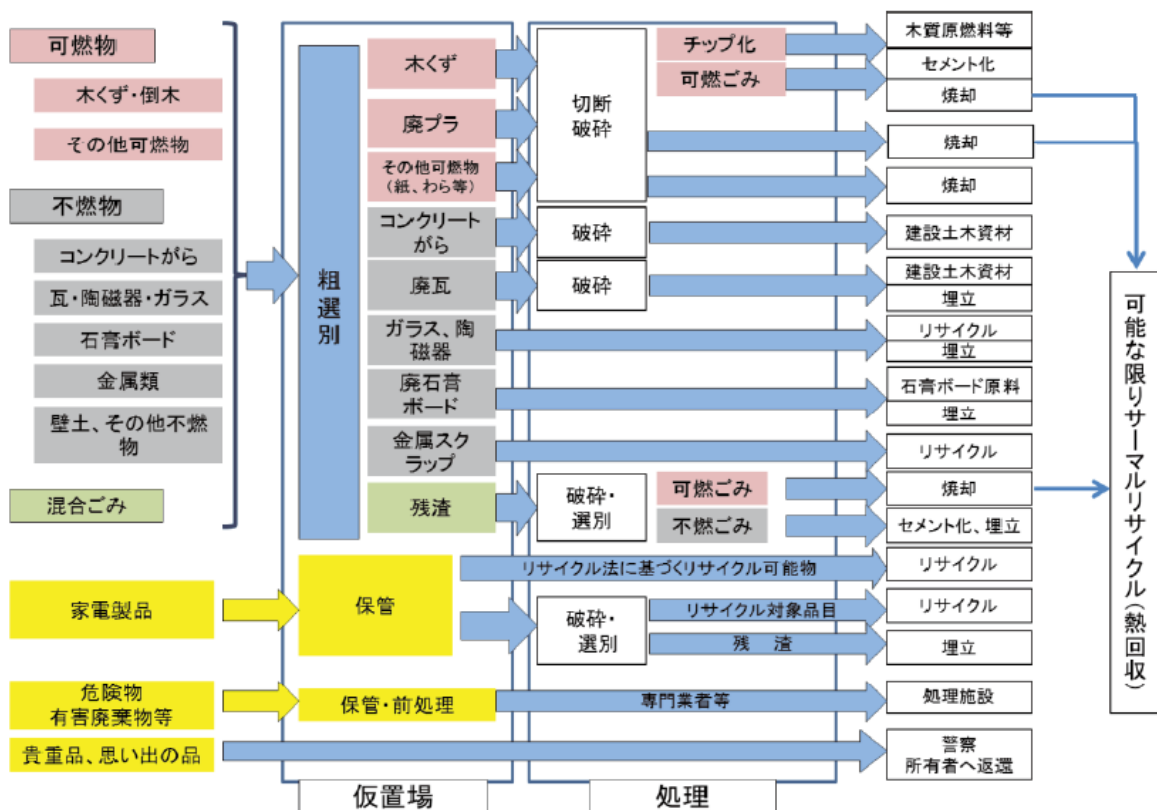 可燃物
木くず・倒木
その他可燃物
不燃物
コンクリートがら
瓦・陶磁器・ガラス
石膏ボード
金属類
壁土、その他不燃
物
混合ごみ
家電製品
危険物
有害廃棄物等
貴重品、思い出の品
粗選別
木くず
廃プラ
その他可燃物
(紙、わら等)
コンクリート
がら
廃瓦
ガラス、陶
磁器
廃石膏
ボード
金属スク
ラップ
残渣
保管
保管・前処理
仮置場
切断
破砕
チップ化
可燃ごみ
破砕
破砕
破砕・
選別
可燃ごみ
不燃ごみ
リサイクル法に基づくリサイクル可能物
破砕・
選別
リサイクル対象品目
残 渣
専門業者等
処理
木質原燃料等
セメント化
焼却
焼却
焼却
建設土木資材
建設土木資材
埋立
リサイクル
埋立
石膏ボード原料
埋立
リサイクル
焼却
セメント化、埋立
リサイクル
リサイクル
埋立
処理施設
警察
所有者へ返還
可能な限りサーマルリサイクル(熱回収)